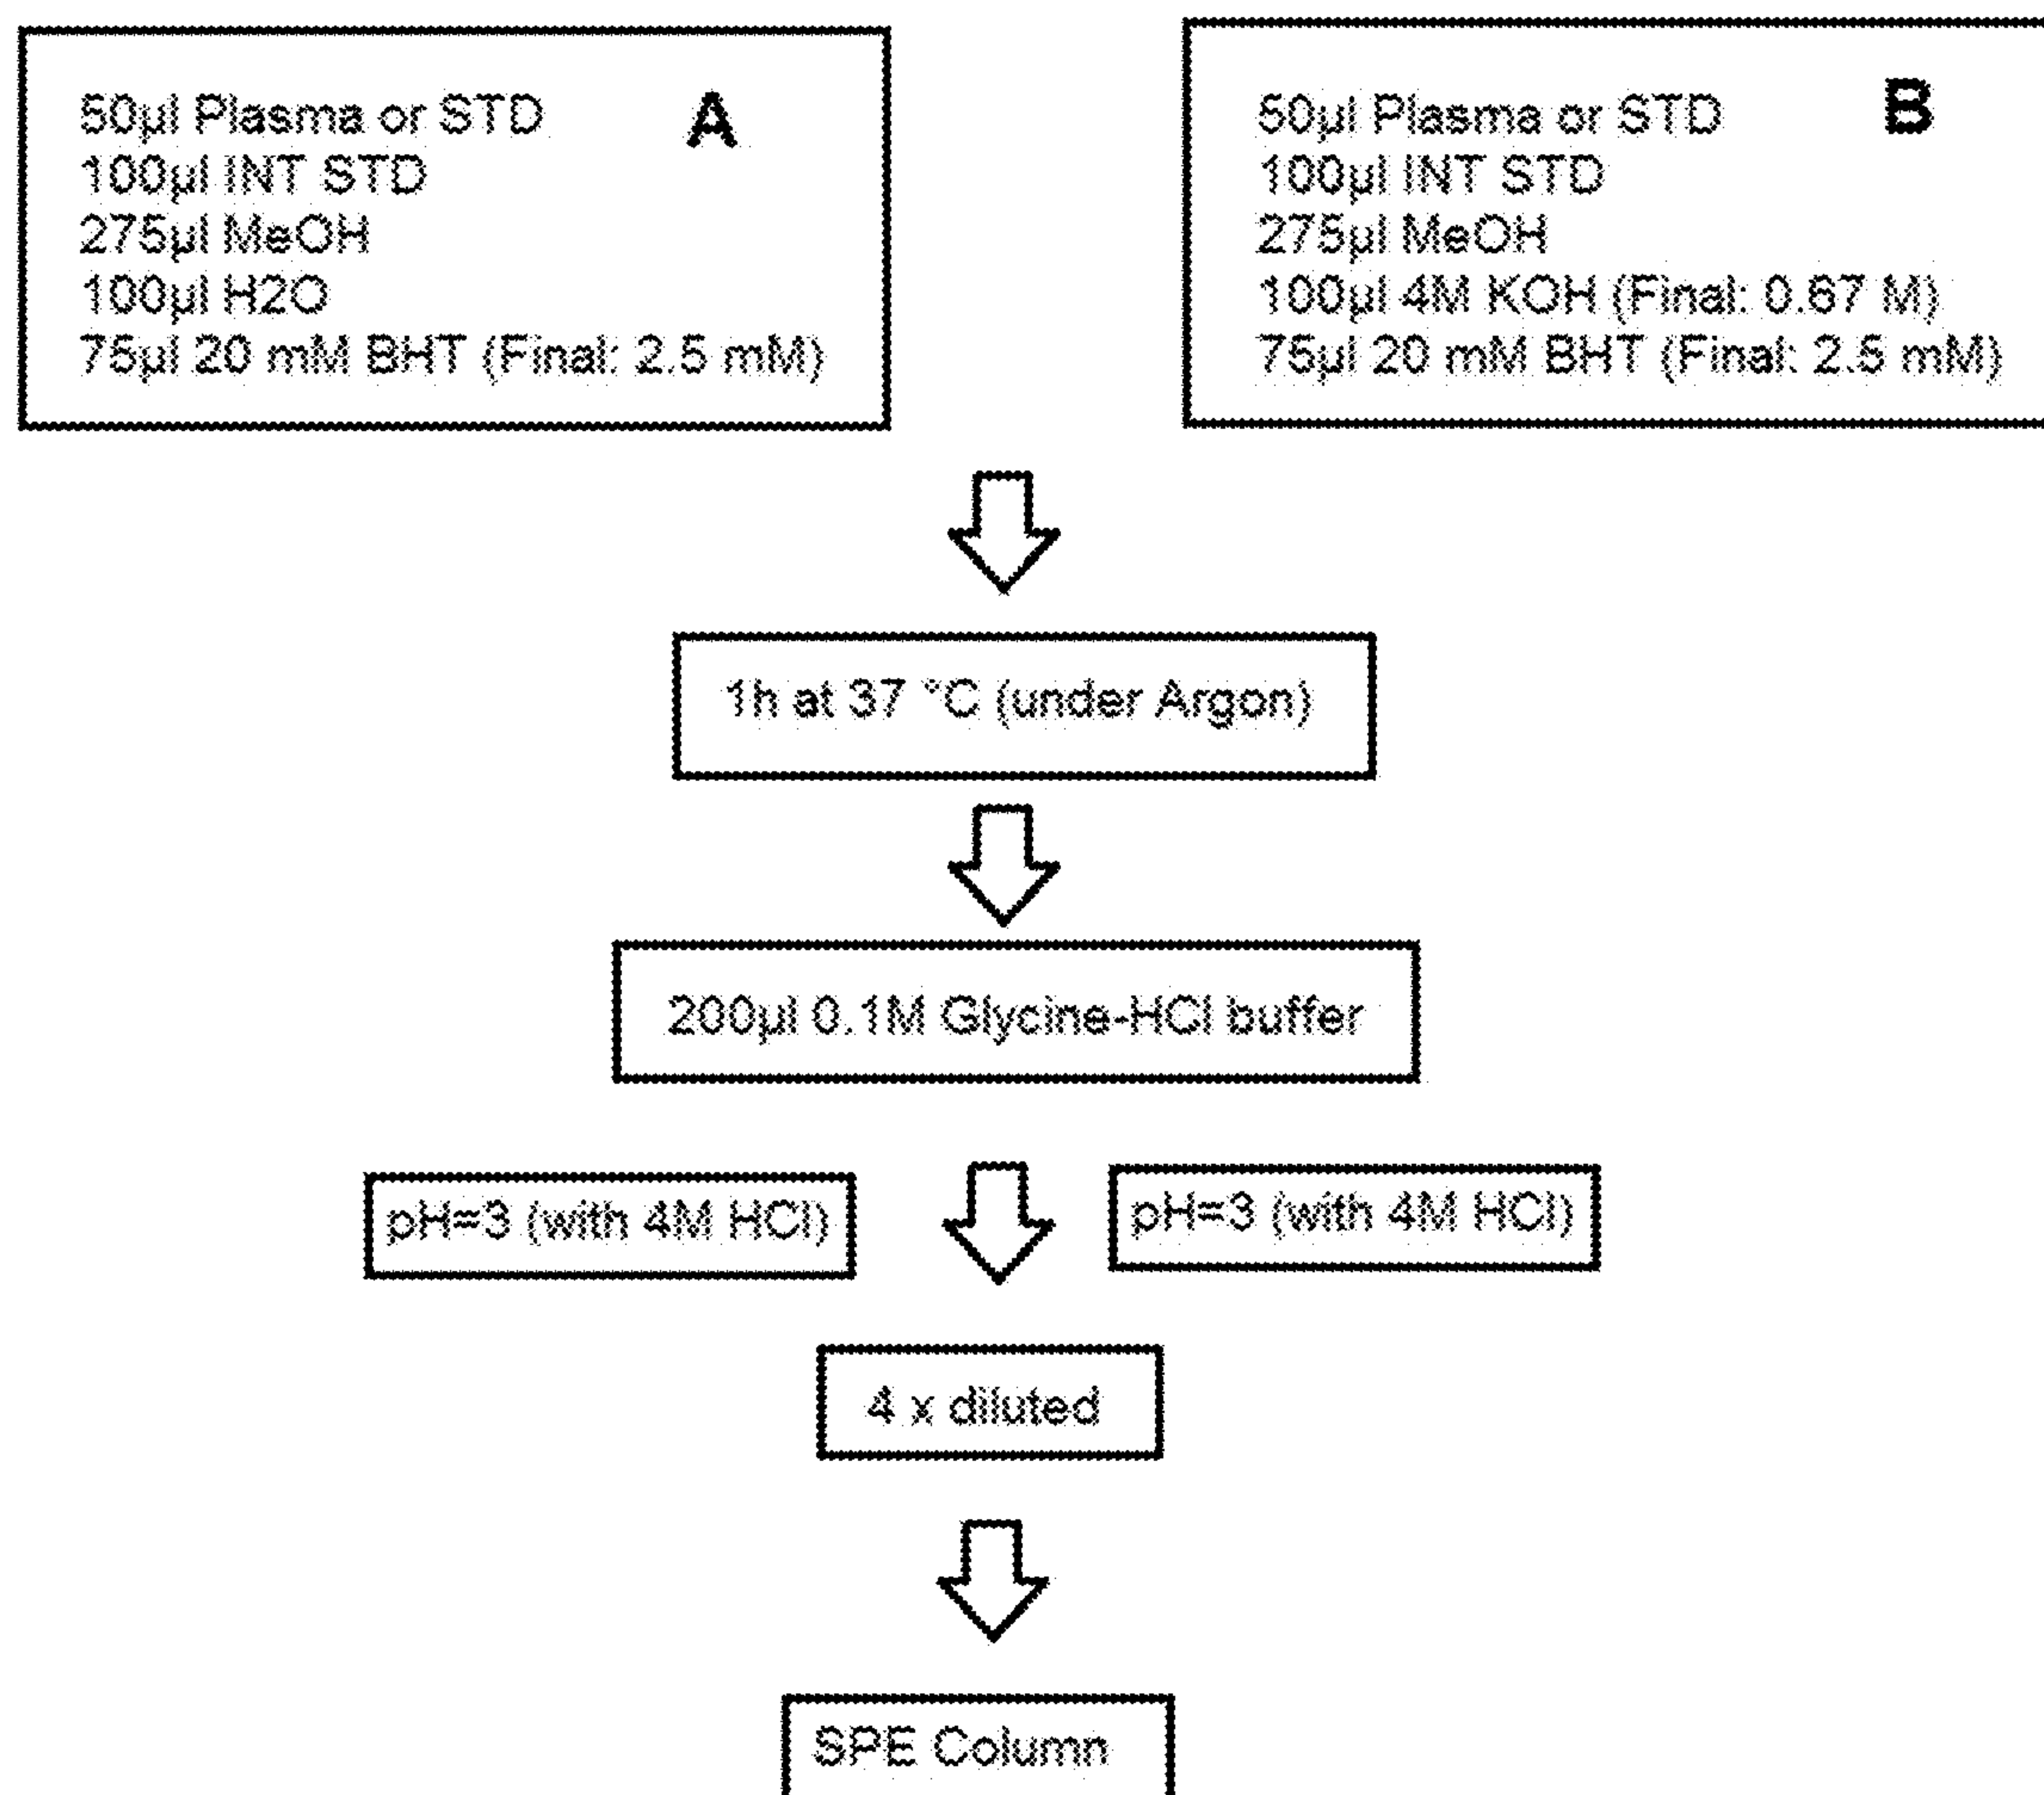 50µl Plasma or STD A
100µl INT STD
275µl MeOH
100µl H2O
75µl 20 mM BHT (Final: 2.5 mM)
50µl Plasma or STD B
100µl INT STD
275µl MeOH
100µl 4M KOH (Final: 0.67 M)
75µl 20 mM BHT (Final: 2.5 mM)
1h at 37 °C (under Argon)
200µl 0.1M Glycine-HCl buffer
pH=3 (with 4M HCl)
pH=3 (with 4M HCl)
4 x diluted
SPE Column